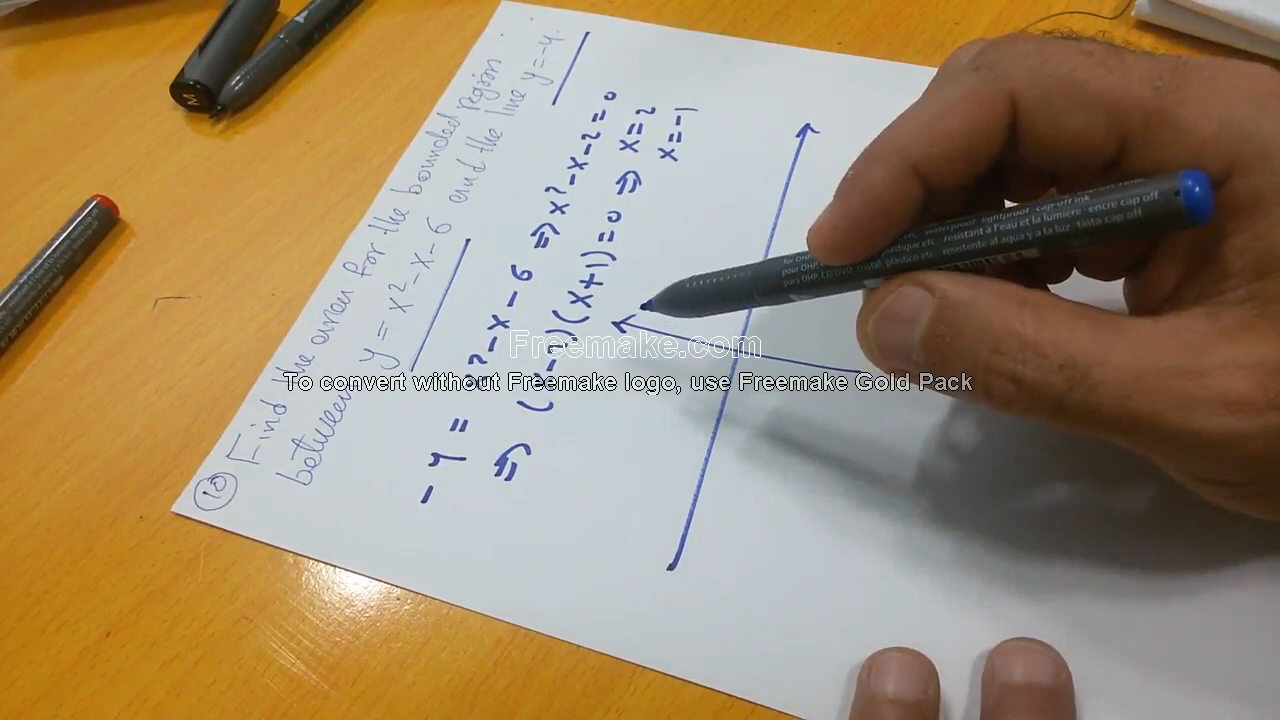 10 Find the area for the bounded region:
between y = x² - x - 6 and the line y = -4.
-4 = x² - x - 6 ⇒ x² - x - 2 = 0
⇒ (x-2)(x+1) = 0 ⇒ x = 2
x = -1
Freemake.com
To convert without Freemake logo, use Freemake Gold Pack